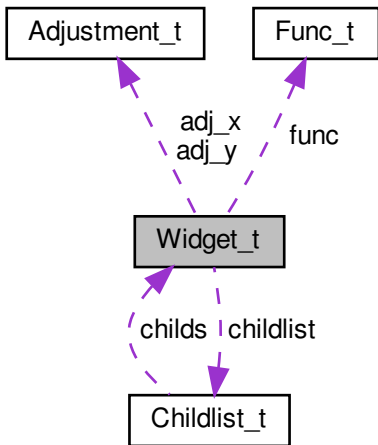 Adjustment_t
Func_t
adj_x
adj_y
func
Widget_t
childs
childlist
Childlist_t